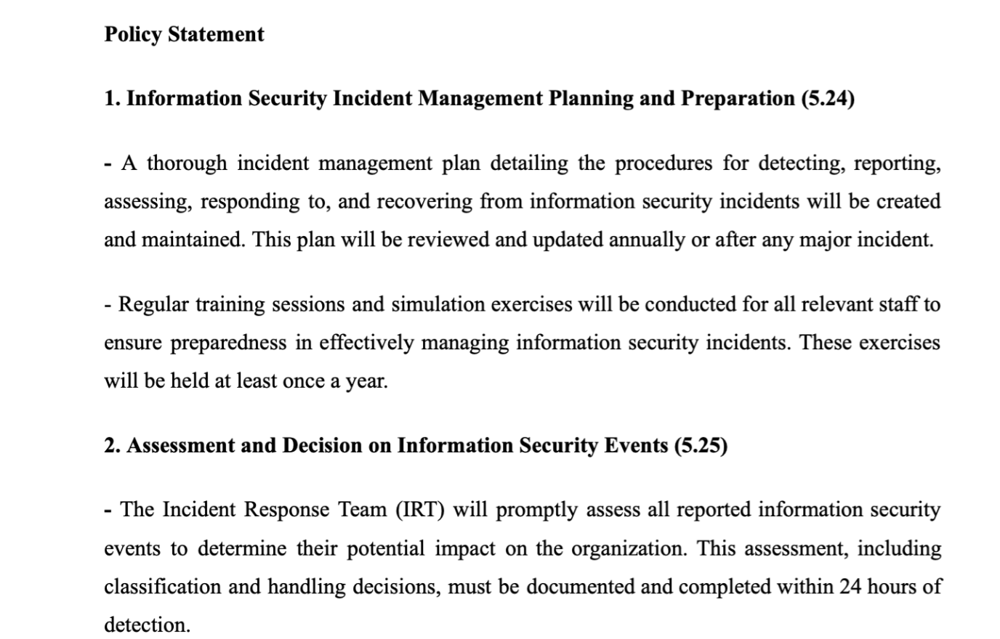 Policy Statement
1. Information Security Incident Management Planning and Preparation (5.24)
- A thorough incident management plan detailing the procedures for detecting, reporting,
assessing, responding to, and recovering from information security incidents will be created
and maintained. This plan will be reviewed and updated annually or after any major incident.
- Regular training sessions and simulation exercises will be conducted for all relevant staff to
ensure preparedness in effectively managing information security incidents. These exercises
will be held at least once a year.
2. Assessment and Decision on Information Security Events (5.25)
- The Incident Response Team (IRT) will promptly assess all reported information security
events to determine their potential impact on the organization. This assessment, including
classification and handling decisions, must be documented and completed within 24 hours of
detection.